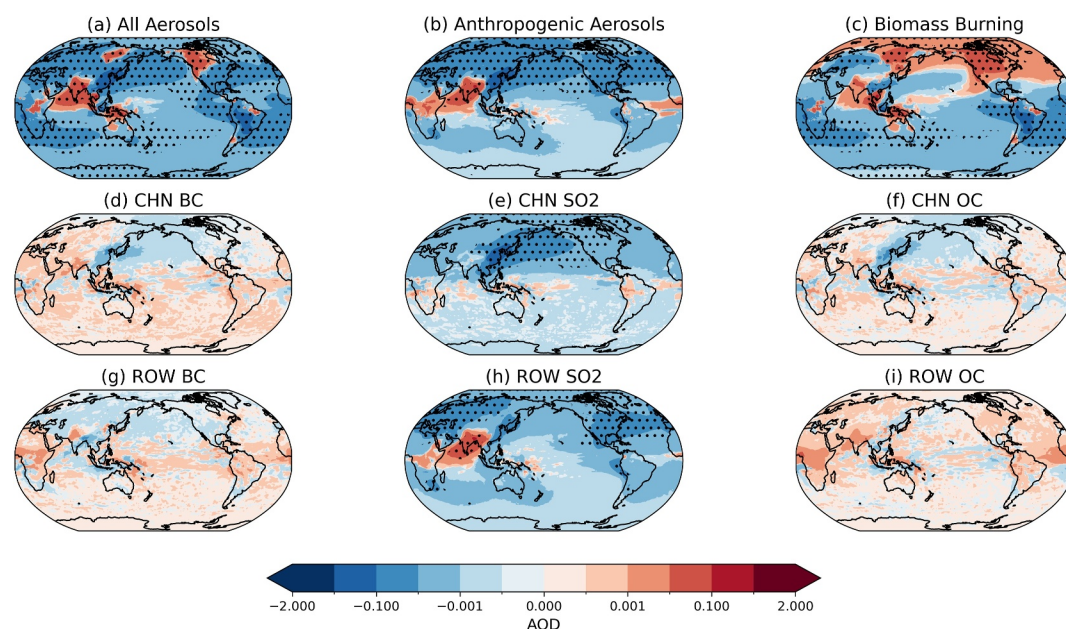 (a) All Aerosols
(b) Anthropogenic Aerosols
(c) Biomass Burning
(d) CHN BC
(e) CHN SO2
(f) CHN OC
(g) ROW BC
(h) ROW SO2
(i) ROW OC
−2.000 −0.100 −0.001 0.000 0.001 0.100 2.000
AOD